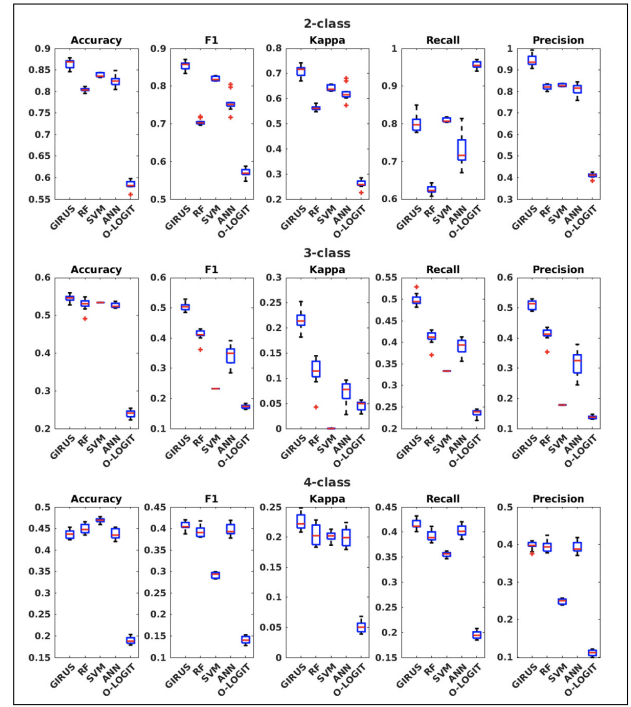 2-class
Accuracy F1 Kappa Recall Precision
0.9 0.9 0.9 1 1
0.85 0.8 0.9
0.8 0.8 0.7 0.9 0.8
0.75 0.6 0.7
0.7 0.7 0.5 0.8 0.6
0.65 0.6 0.4 0.7 0.5
0.6 0.3 0.4
0.55 0.5 0.2 0.6 0.3
GIRUS RF SVM ANN O-LOGIT GIRUS RF SVM ANN O-LOGIT GIRUS RF SVM ANN O-LOGIT GIRUS RF SVM ANN O-LOGIT GIRUS RF SVM ANN O-LOGIT
3-class
Accuracy F1 Kappa Recall Precision
0.6 0.6 0.3 0.55 0.6
0.25 0.5
0.5 0.5 0.2 0.45 0.5
0.4 0.4 0.15 0.4 0.4
0.35
0.3 0.3 0.1 0.3 0.3
0.2 0.05 0.25 0.2
0.2 0.1 0 0.2 0.1
GIRUS RF SVM ANN O-LOGIT GIRUS RF SVM ANN O-LOGIT GIRUS RF SVM ANN O-LOGIT GIRUS RF SVM ANN O-LOGIT GIRUS RF SVM ANN O-LOGIT
4-class
Accuracy F1 Kappa Recall Precision
0.5 0.45 0.25 0.45 0.5
0.45 0.4 0.2 0.4
0.4 0.35 0.35 0.4
0.35 0.3 0.15 0.3 0.3
0.3 0.25 0.1 0.25
0.25 0.2 0.2 0.2
0.2 0.15 0.05 0.15
0.15 0.1 0 0.1
GIRUS RF SVM ANN O-LOGIT GIRUS RF SVM ANN O-LOGIT GIRUS RF SVM ANN O-LOGIT GIRUS RF SVM ANN O-LOGIT GIRUS RF SVM ANN O-LOGIT